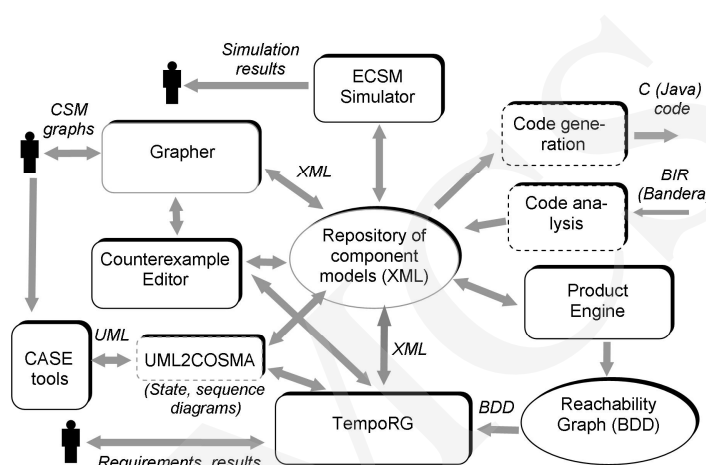 Simulation
results
ECSM
Simulator
C (Java)
code
CSM
graphs
Code gene-
ration
Grapher
XML
BIR
(Bandera)
Code ana-
lysis
Repository of
component
models (XML)
Counterexample
Editor
Product
Engine
UML
CASE
tools
UML2COSMA
XML
(State, sequence
diagrams)
TempoRG
BDD
Reachability
Graph (BDD)
Requirements, results